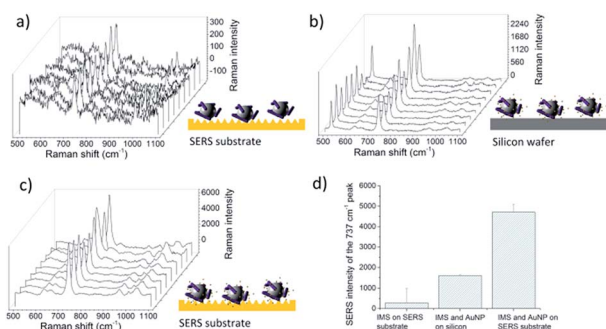 a)
300
200
100
0
-100
Raman intensity
500 600 700 800 900 1000 1100
Raman shift (cm⁻¹)
SERS substrate
b)
2240
1680
1120
560
0
Raman intensity
500 600 700 800 900 1000 1100
Raman shift (cm⁻¹)
Silicon wafer
c)
6000
4000
2000
0
Raman intensity
500 600 700 800 900 1000 1100
Raman shift (cm⁻¹)
SERS substrate
d)
SERS intensity of the 737 cm⁻¹ peak
6000
5000
4000
3000
2000
1000
0
IMS on SERS substrate
IMS and AuNP on silicon
IMS and AuNP on SERS substrate